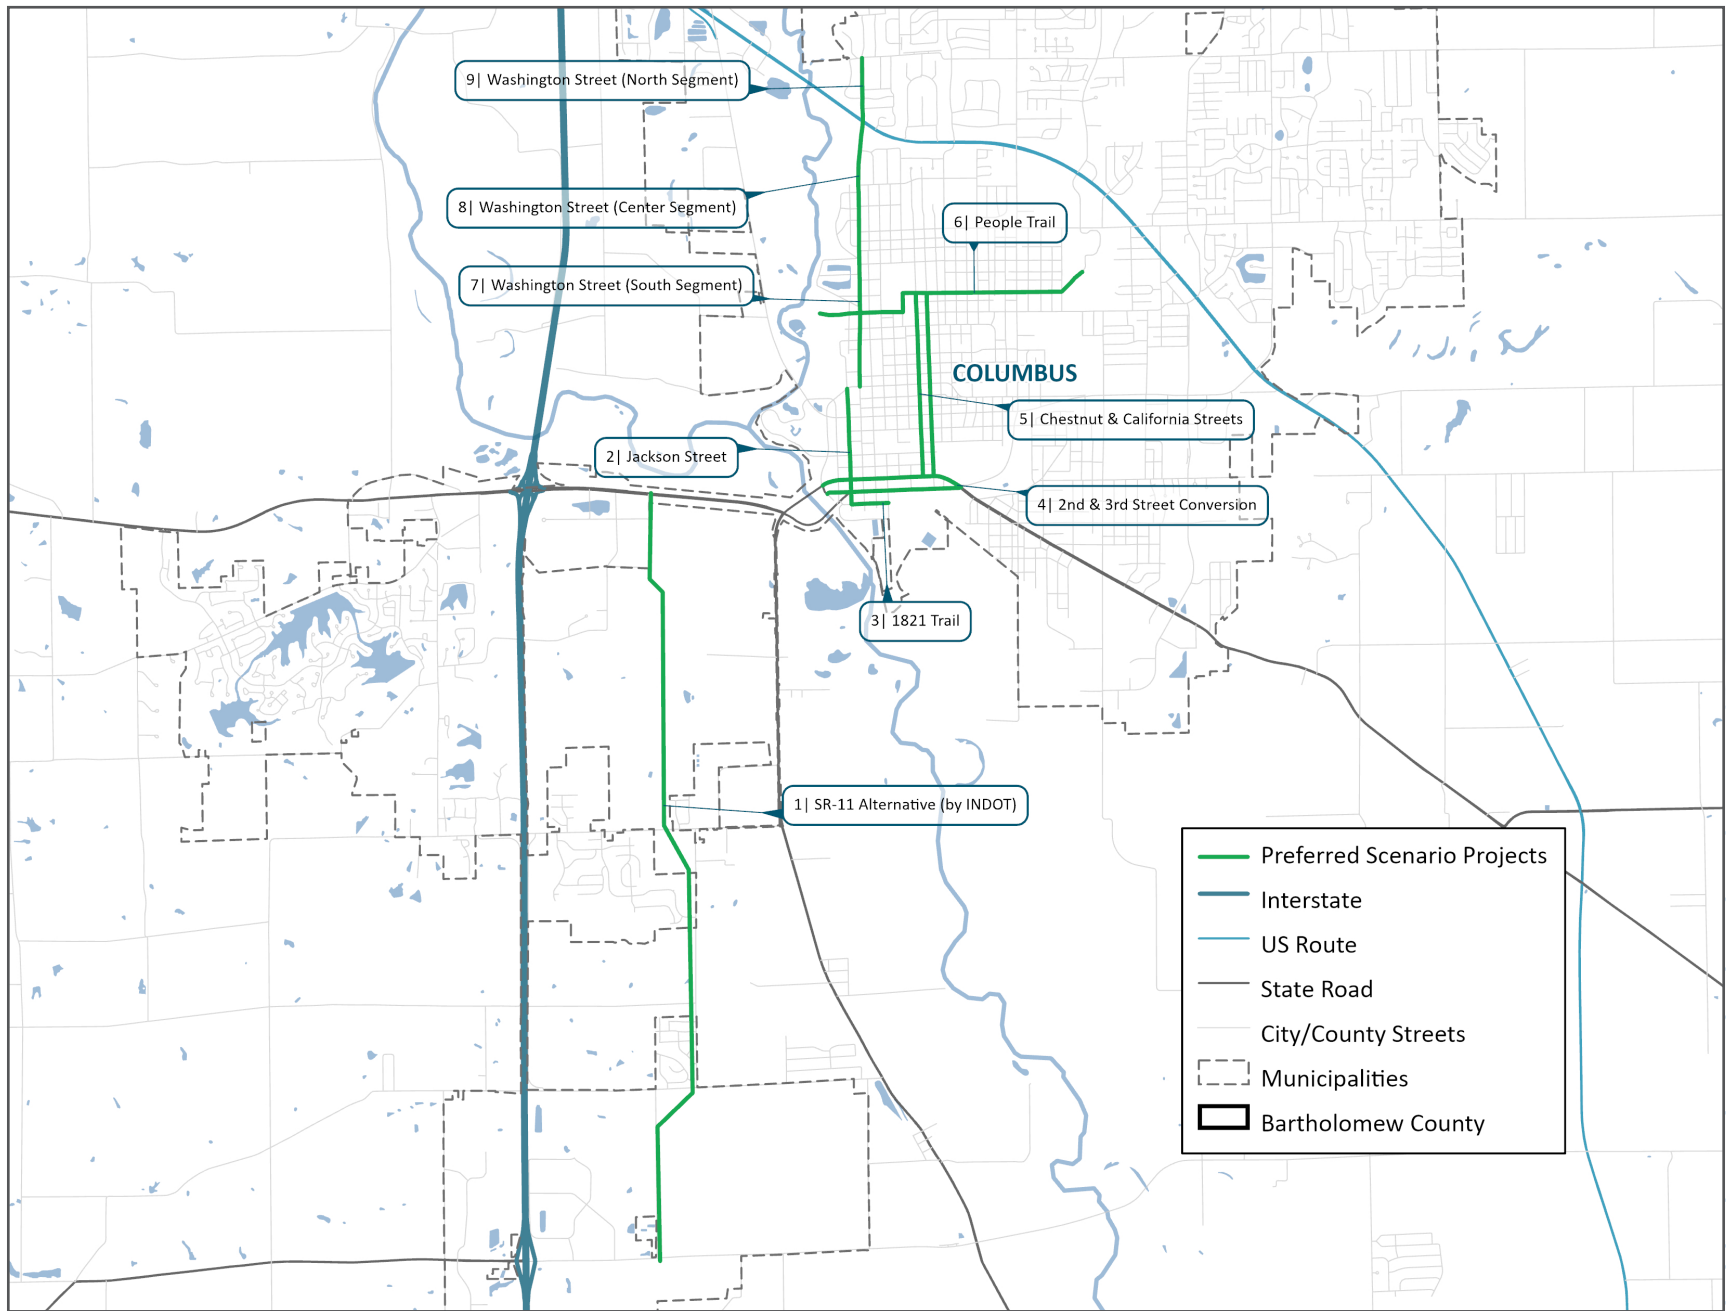 9| Washington Street (North Segment)
8| Washington Street (Center Segment)
6| People Trail
7| Washington Street (South Segment)
COLUMBUS
5| Chestnut & California Streets
2| Jackson Street
4| 2nd & 3rd Street Conversion
3| 1821 Trail
1| SR-11 Alternative (by INDOT)
Preferred Scenario Projects
Interstate
US Route
State Road
City/County Streets
Municipalities
Bartholomew County